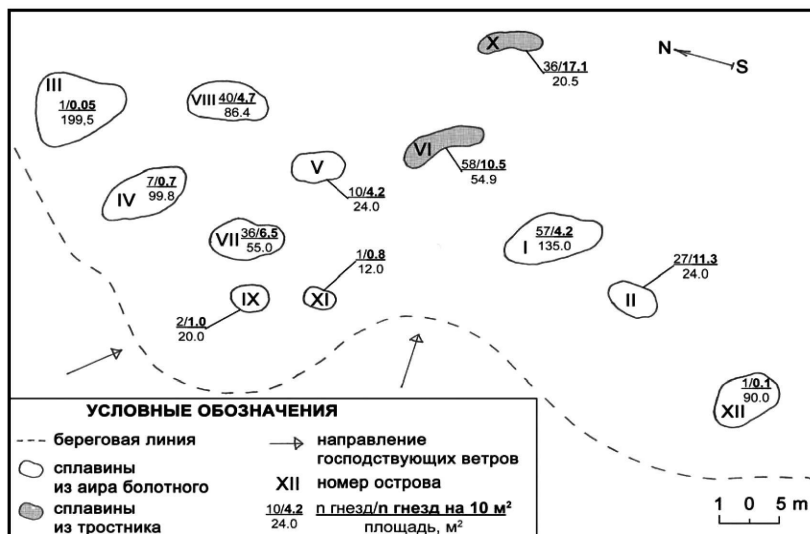 X
36/17.1
20.5
N
S
III
1/0.05
199,5
VIII
40/4.7
86.4
VI
58/10.5
54.9
V
10/4.2
24.0
IV
7/0.7
99.8
VII
36/6.5
55.0
I
57/4.2
135.0
1/0.8
12.0
27/11.3
24.0
IX
XI
II
2/1.0
20.0
1/0.1
90.0
XII
УСЛОВНЫЕ ОБОЗНАЧЕНИЯ
береговая линия
сплавины
из аира болотного
сплавины
из тростника
направление
господствующих ветров
XII номер острова
10/4.2
24.0
n гнезд/n гнезд на 10 м²
площадь, м²
1 0 5 m